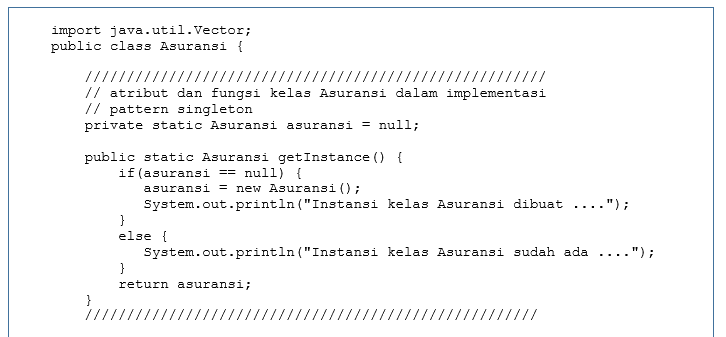 import java.util.Vector;
public class Asuransi {
///////////////////////////////////////////////////////
// atribut dan fungsi kelas Asuransi dalam implementasi
// pattern singleton
private static Asuransi asuransi = null;
public static Asuransi getInstance() {
if(asuransi == null) {
asuransi = new Asuransi();
System.out.println("Instansi kelas Asuransi dibuat ....");
}
else {
System.out.println("Instansi kelas Asuransi sudah ada ....");
}
return asuransi;
}
//////////////////////////////////////////////////////